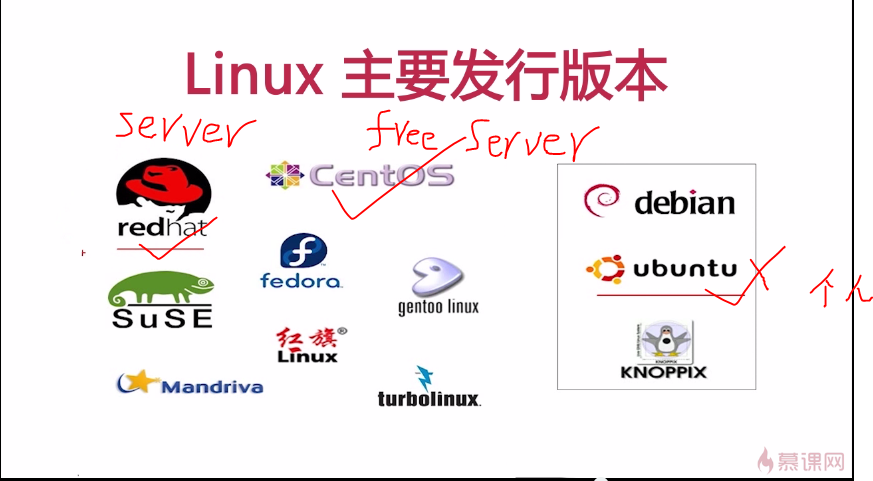 Linux 主要发行版本
server
free server
redhat
CentOS
debian
fedora
ubuntu
个人
SuSE
gentoo linux
红旗®
Linux
KNOPPIX
KNOPPIX
Mandriva
turbolinux.
慕课网